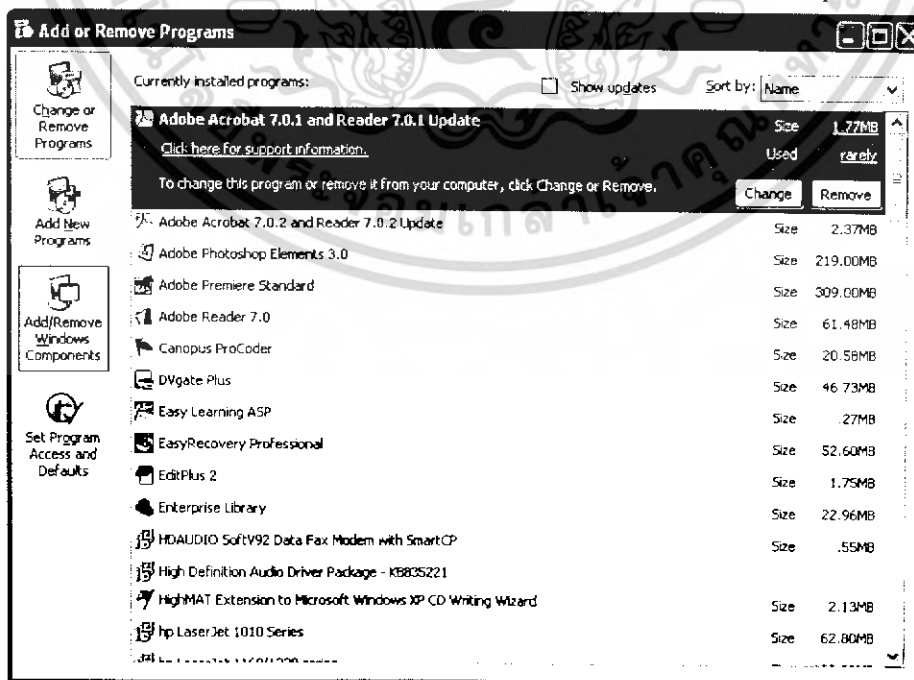 Add or Remove Programs
Change or
Remove
Programs
Add New
Programs
Add/Remove
Windows
Components
Set Program
Access and
Defaults
Currently installed programs:
Show updates
Sort by: Name
Adobe Acrobat 7.0.1 and Reader 7.0.1 Update Size 1.77MB
Click here for support information. Used rarely
To change this program or remove it from your computer, click Change or Remove. Change Remove
Adobe Acrobat 7.0.2 and Reader 7.0.2 Update Size 2.37MB
Adobe Photoshop Elements 3.0 Size 219.00MB
Adobe Premiere Standard Size 309.00MB
Adobe Reader 7.0 Size 61.48MB
Canopus ProCoder Size 20.58MB
DVgate Plus Size 46.73MB
Easy Learning ASP Size .27MB
EasyRecovery Professional Size 52.60MB
EditPlus 2 Size 1.75MB
Enterprise Library Size 22.96MB
HDAUDIO SoftV92 Data Fax Modem with SmartCP Size .55MB
High Definition Audio Driver Package - KB835221
HighMAT Extension to Microsoft Windows XP CD Writing Wizard Size 2.13MB
hp LaserJet 1010 Series Size 62.80MB